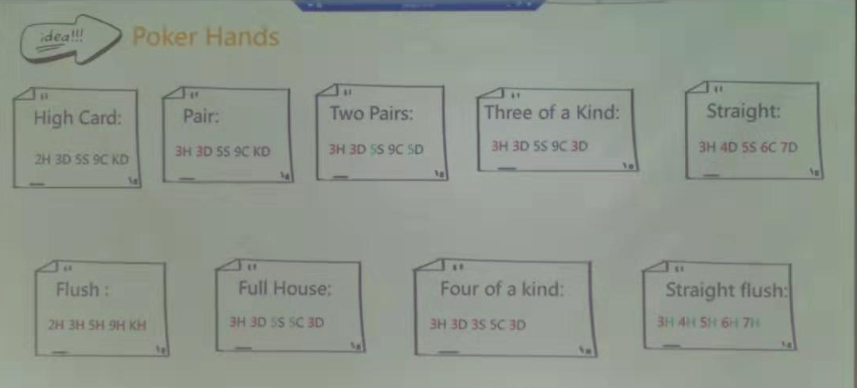 idea!!!
Poker Hands
High Card:
2H 3D 5S 9C KD
Pair:
3H 3D 5S 9C KD
Two Pairs:
3H 3D 5S 9C 5D
Three of a Kind:
3H 3D 5S 9C 3D
Straight:
3H 4D 5S 6C 7D
Flush :
2H 3H 5H 9H KH
Full House:
3H 3D 5S 5C 3D
Four of a kind:
3H 3D 3S 5C 3D
Straight flush:
3H 4H 5H 6H 7H